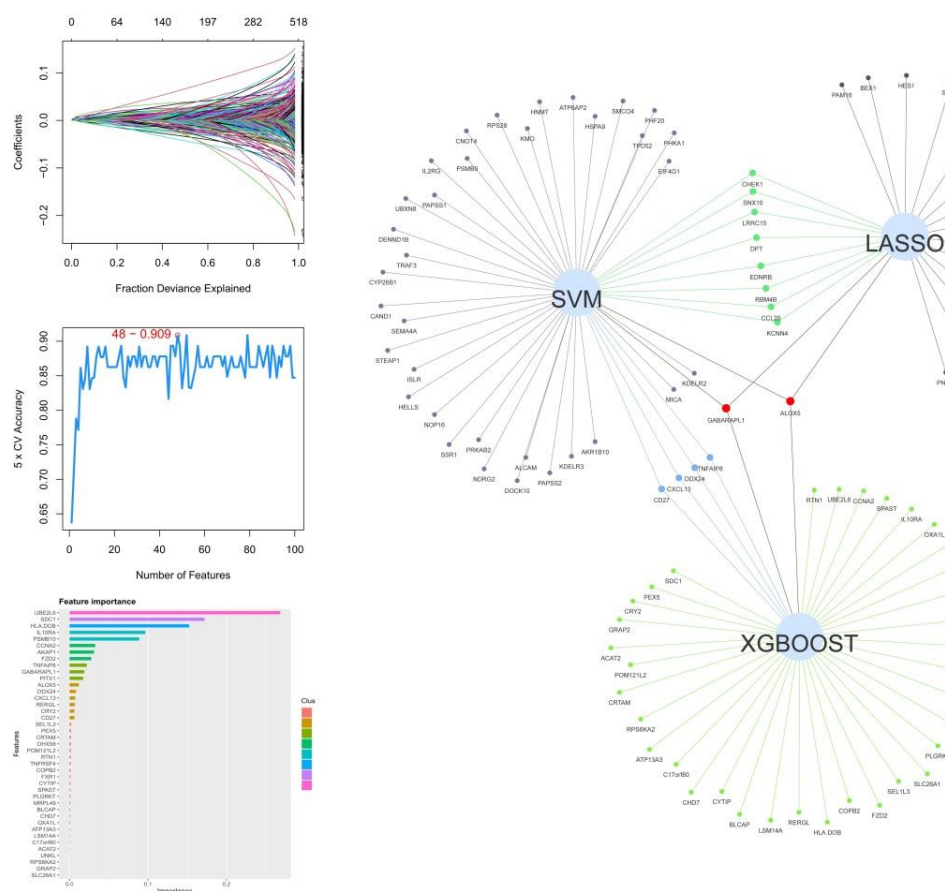 0 64 140 197 282 518
0.1
0.0
−0.1
−0.2
Coefficients
0.0 0.2 0.4 0.6 0.8 1.0
Fraction Deviance Explained
48 − 0.909
0.90
0.85
0.80
0.75
0.70
0.65
5 x CV Accuracy
0 20 40 60 80 100
Number of Features
Feature importance
UBE2L6
SDC1
HLA.DOB
IL10RA
PSMB10
CCNA2
AKAP1
FZD2
TNFAIP8
GABARAPL1
PITX1
ALOX5
DDX24
CXCL13
RERGL
CRY2
CD27
SEL1L3
PEX5
CRTAM
DHX58
POM121L2
RTN1
TNFRSF4
COPB2
FXR1
CYTIP
SPAST
PLGRKT
NRPL49
BLCAP
CHD7
OXA1L
ATP13A3
LSM14A
C17orf80
ACAT2
UNKL
RPS6KA2
GRAP2
SLC26A1
Features
0.0 0.1 0.2
Importance
Clus
PAM16
BEX1
HES1
ATP6AP2
SMCO4
HNMT
PHF20
RPS28
HSPA9
KMO
TPD52
PHKA1
CNOT4
PSMB9
EIF4G1
IL2RG
PAPSS1
UBXN8
DENND1B
TRAF3
CYP26B1
CAND1
SEMA4A
STEAP1
ISLR
HELLS
NOP16
SSR1
PRKAB2
NDRG2
ALCAM
DOCK10
PAPSS2
KDELR3
AKR1B10
MICA
KDELR2
SVM
CHEK1
SNX10
LRRC15
DPT
EDNRB
RBM4B
CCL25
KCNN4
LASSO
PN
GABARAPL1
ALOX5
TNFAIP8
DDX24
CXCL13
CD27
RTN1
UBE2L6
CCNA2
SPAST
IL10RA
OXA1L
SDC1
PEX5
CRY2
GRAP2
ACAT2
POM121L2
CRTAM
RPS6KA2
ATP13A3
C17orf80
CHD7
CYTIP
BLCAP
LSM14A
RERGL
HLA.DOB
COPB2
FZD2
SEL1L3
SLC26A1
PLGRK
XGBOOST